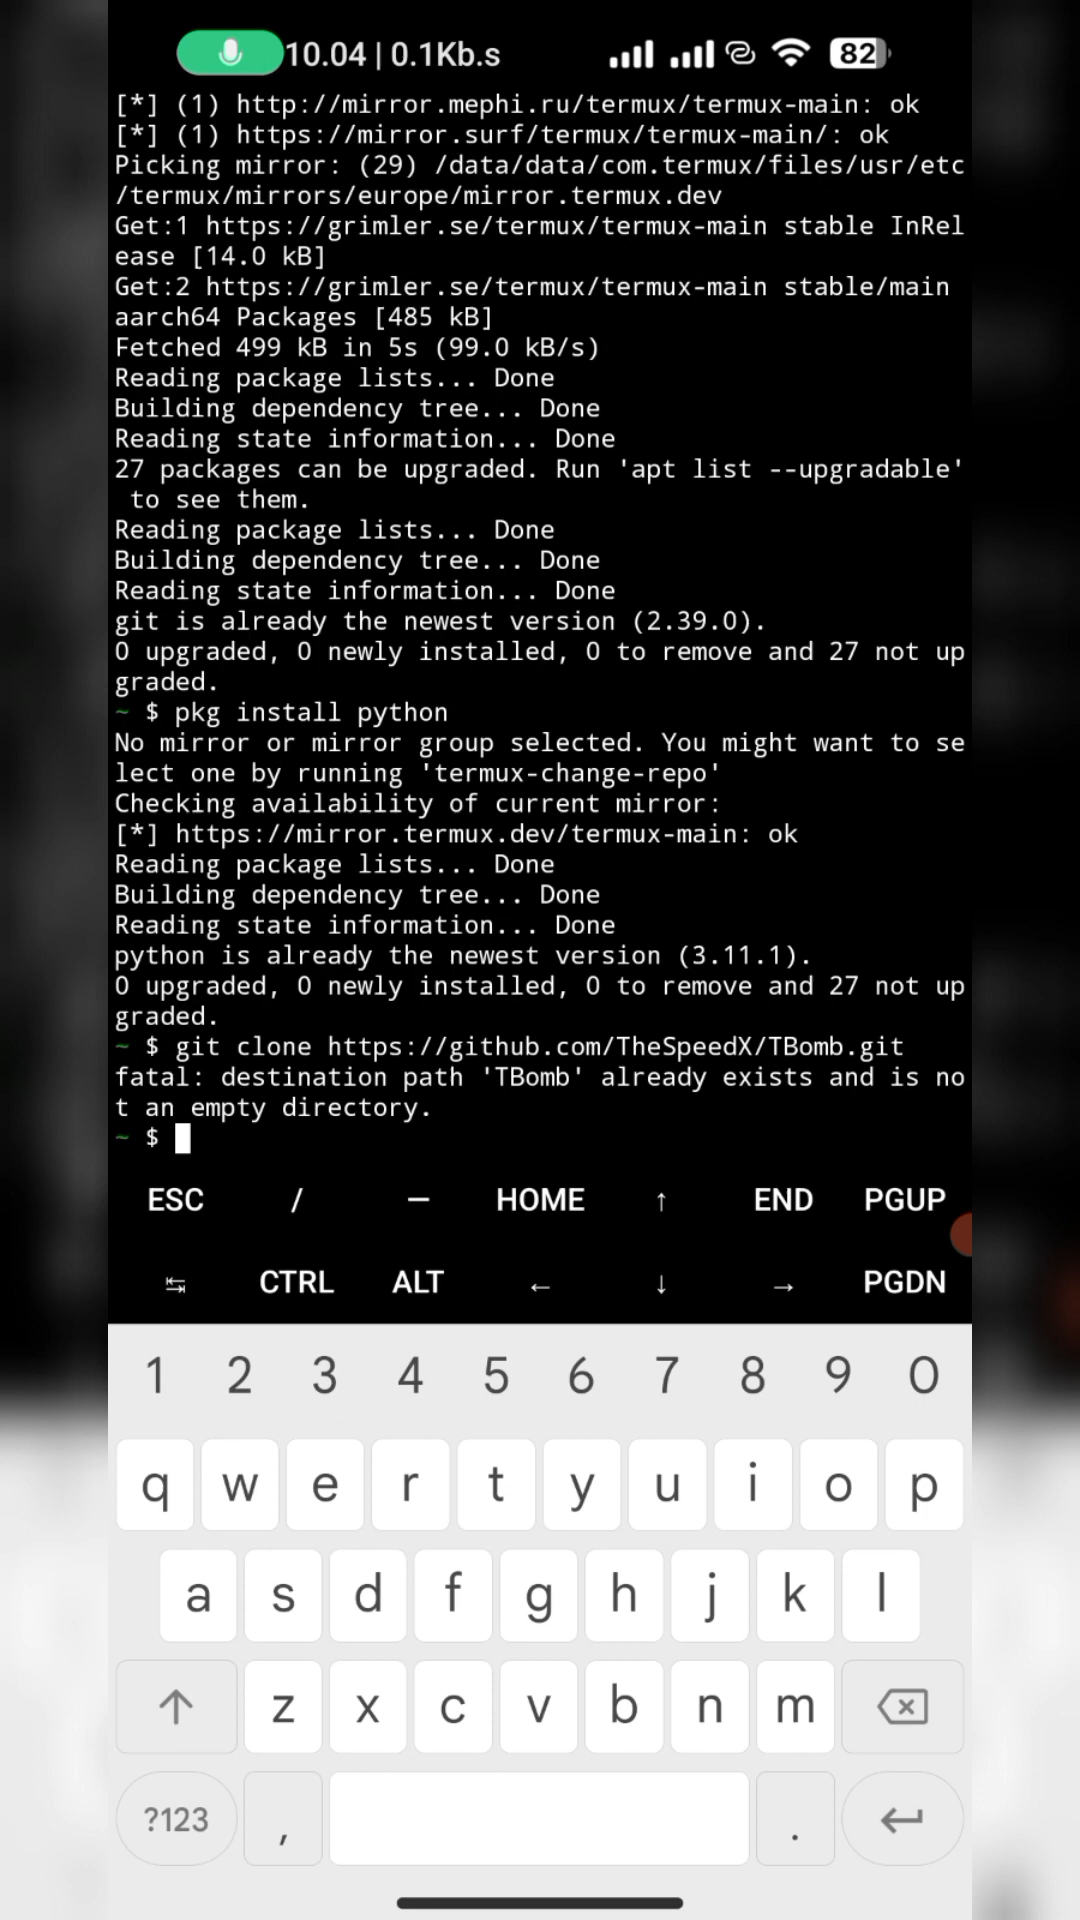 10.04 | 0.1Kb.s
82
[*] (1) http://mirror.mephi.ru/termux/termux-main: ok
[*] (1) https://mirror.surf/termux/termux-main/: ok
Picking mirror: (29) /data/data/com.termux/files/usr/etc
/termux/mirrors/europe/mirror.termux.dev
Get:1 https://grimler.se/termux/termux-main stable InRel
ease [14.0 kB]
Get:2 https://grimler.se/termux/termux-main stable/main
aarch64 Packages [485 kB]
Fetched 499 kB in 5s (99.0 kB/s)
Reading package lists... Done
Building dependency tree... Done
Reading state information... Done
27 packages can be upgraded. Run 'apt list --upgradable'
to see them.
Reading package lists... Done
Building dependency tree... Done
Reading state information... Done
git is already the newest version (2.39.0).
0 upgraded, 0 newly installed, 0 to remove and 27 not up
graded.
~ $ pkg install python
No mirror or mirror group selected. You might want to se
lect one by running 'termux-change-repo'
Checking availability of current mirror:
[*] https://mirror.termux.dev/termux-main: ok
Reading package lists... Done
Building dependency tree... Done
Reading state information... Done
python is already the newest version (3.11.1).
0 upgraded, 0 newly installed, 0 to remove and 27 not up
graded.
~ $ git clone https://github.com/TheSpeedX/TBomb.git
fatal: destination path 'TBomb' already exists and is no
t an empty directory.
~ $
ESC / — HOME ↑ END PGUP
↹ CTRL ALT ← ↓ → PGDN
1 2 3 4 5 6 7 8 9 0
q w e r t y u i o p
a s d f g h j k l
z x c v b n m
?123 , .